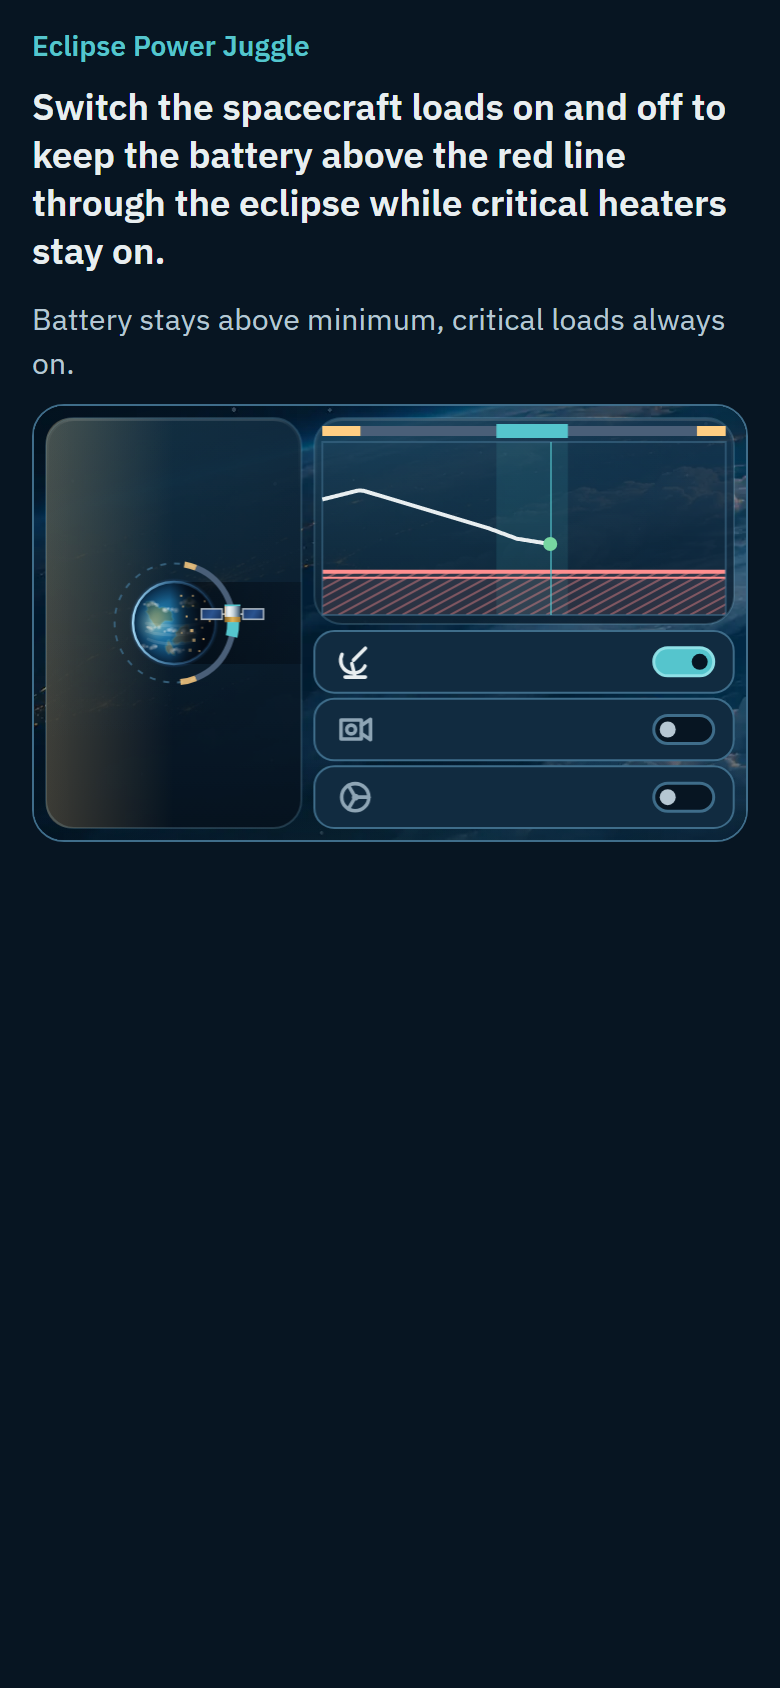 Eclipse Power Juggle
Switch the spacecraft loads on and off to
keep the battery above the red line
through the eclipse while critical heaters
stay on.
Battery stays above minimum, critical loads always
on.